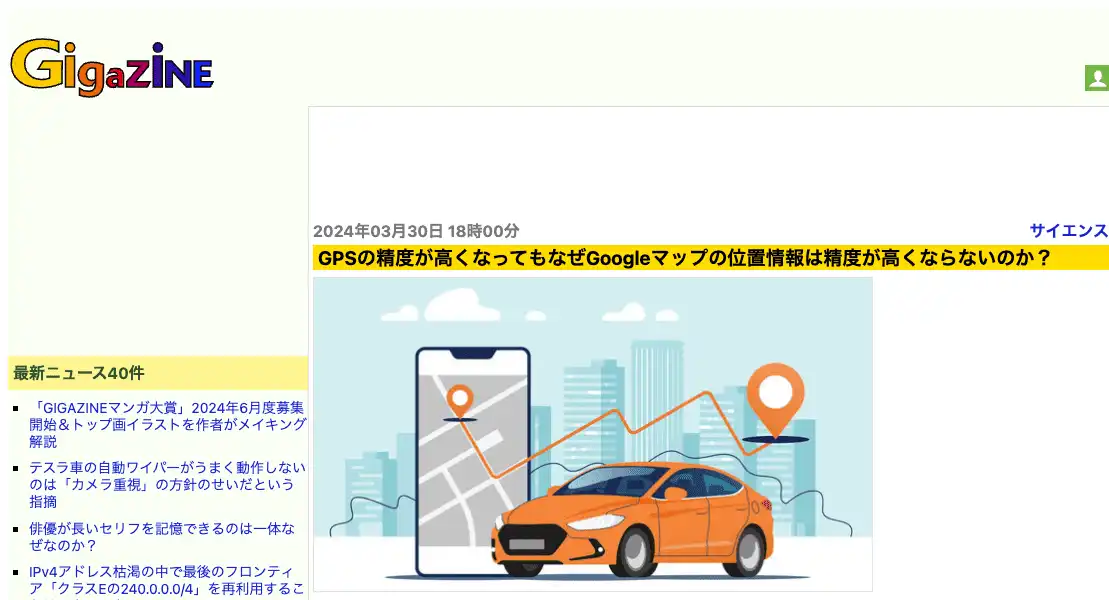 GIGAZINE
2024年03月30日 18時00分
サイエンス
GPSの精度が高くなってもなぜGoogleマップの位置情報は精度が高くならないのか？
最新ニュース40件
「GIGAZINEマンガ大賞」2024年6月度募集
開始＆トップ画イラストを作者がメイキング
解説
テスラ車の自動ワイパーがうまく動作しない
のは「カメラ重視」の方針のせいだという
指摘
俳優が長いセリフを記憶できるのは一体な
ぜなのか？
IPv4アドレス枯渇の中で最後のフロンティ
ア「クラスEの240.0.0.0/4」を再利用するこ